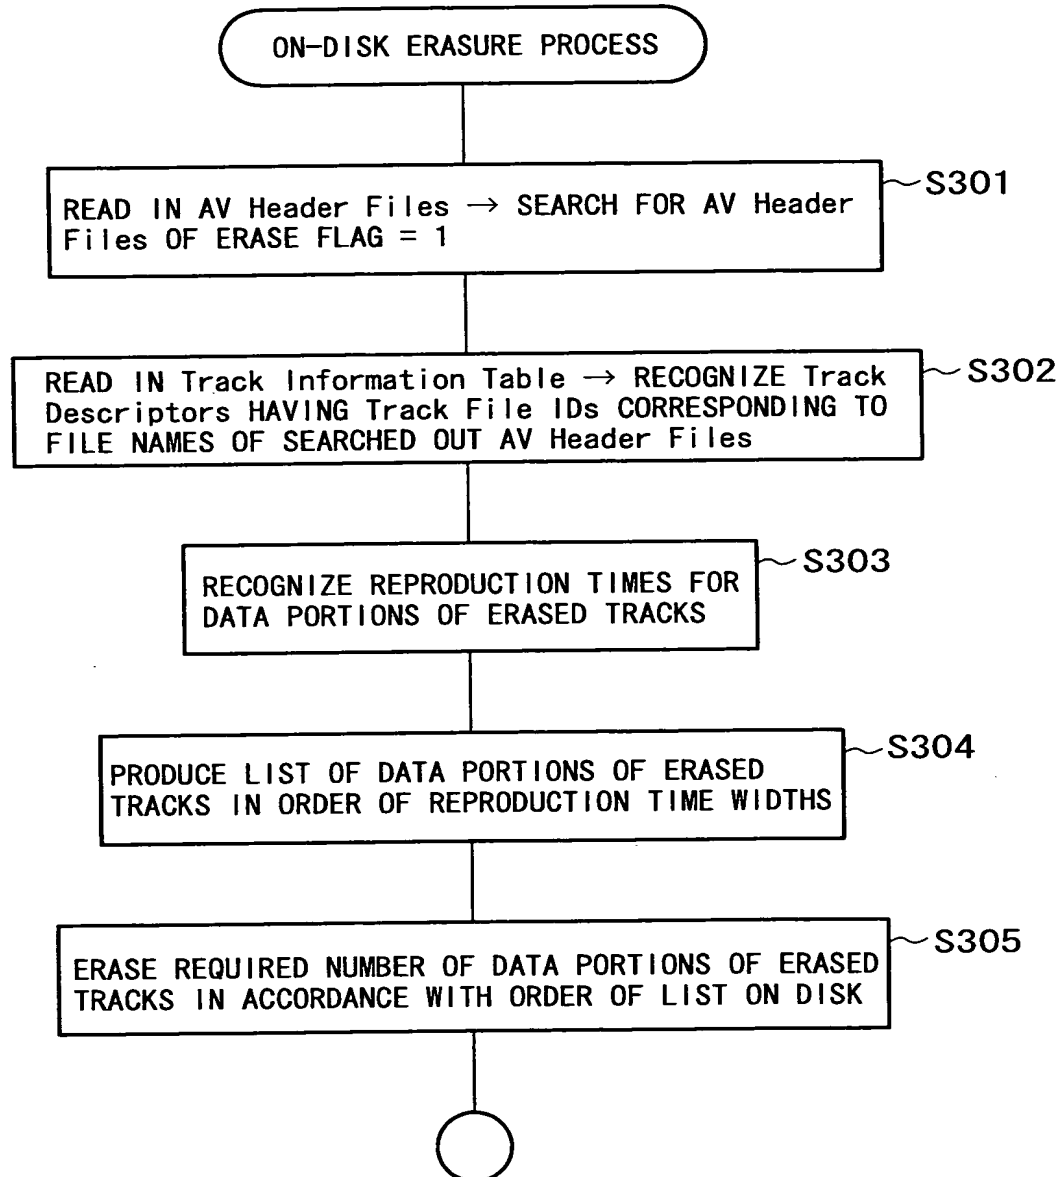 ON-DISK ERASURE PROCESS
S301
READ IN AV Header Files → SEARCH FOR AV Header
Files OF ERASE FLAG = 1
S302
READ IN Track Information Table → RECOGNIZE Track
Descriptors HAVING Track File IDs CORRESPONDING TO
FILE NAMES OF SEARCHED OUT AV Header Files
S303
RECOGNIZE REPRODUCTION TIMES FOR
DATA PORTIONS OF ERASED TRACKS
S304
PRODUCE LIST OF DATA PORTIONS OF ERASED
TRACKS IN ORDER OF REPRODUCTION TIME WIDTHS
S305
ERASE REQUIRED NUMBER OF DATA PORTIONS OF ERASED
TRACKS IN ACCORDANCE WITH ORDER OF LIST ON DISK